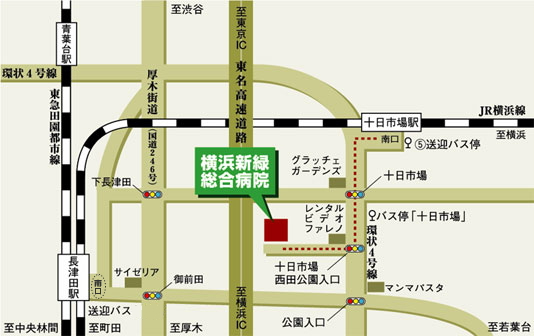 至渋谷
至東京IC
青葉台駅
環状4号線
東急田園都市線
厚木街道
(国道246号)
東名高速道路
十日市場駅
JR横浜線
至横浜
南口
⑤送迎バス停
横浜新緑
総合病院
グラッチェ
ガーデンズ
下長津田
十日市場
レンタル
ビデオ
ファレノ
バス停「十日市場」
環状4号線
長津田駅
南口
サイゼリア
御前田
十日市場
西田公園入口
マンマパスタ
送迎バス
公園入口
至中央林間
至町田
至厚木
至横浜IC
至若葉台